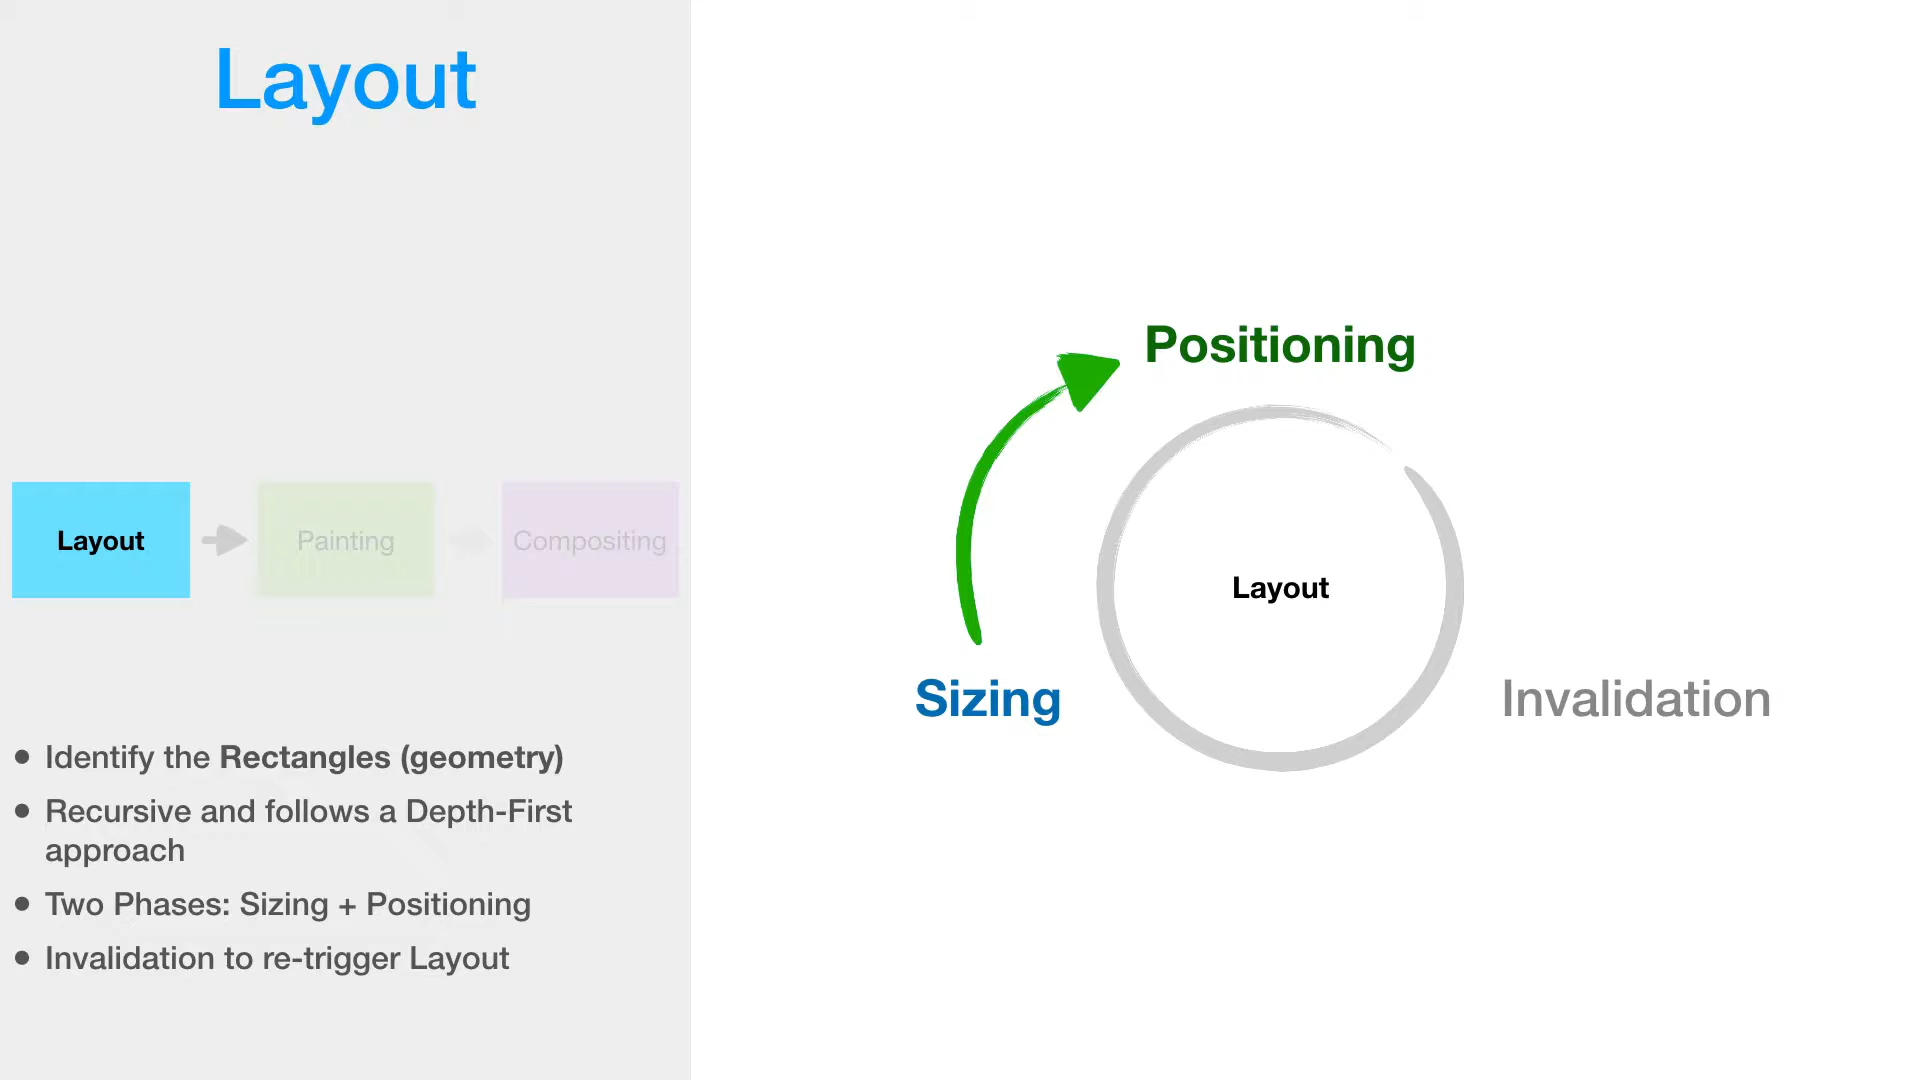 Layout
Layout
Painting
Compositing
• Identify the Rectangles (geometry)
• Recursive and follows a Depth-First
approach
• Two Phases: Sizing + Positioning
• Invalidation to re-trigger Layout
Positioning
Layout
Sizing
Invalidation